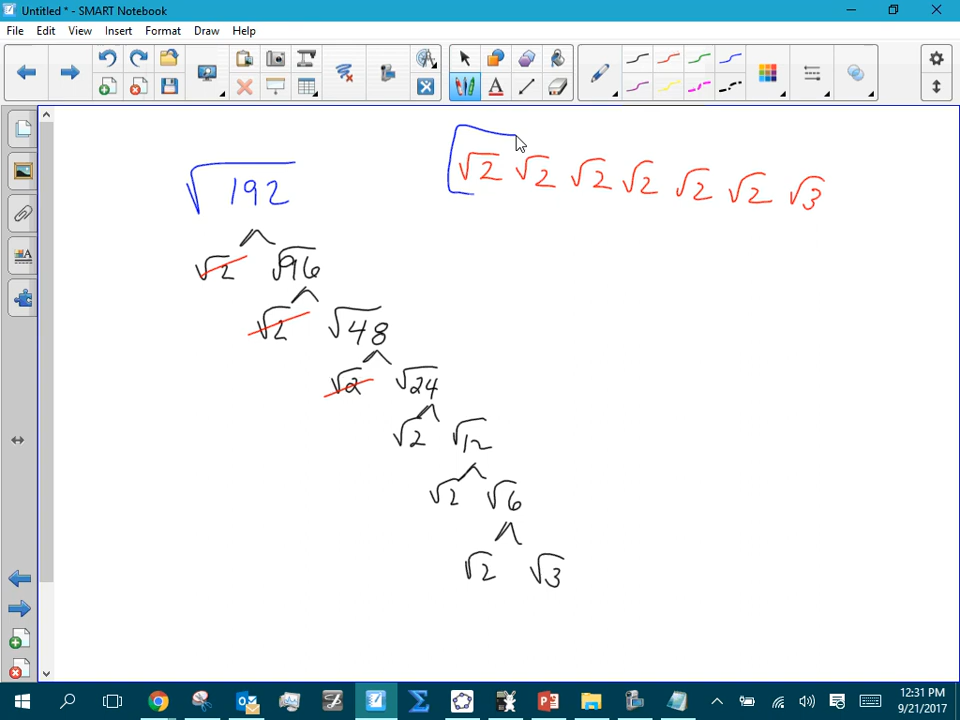 Untitled * - SMART Notebook
File Edit View Insert Format Draw Help
√2 √2 √2 √2 √2 √2 √3
√192
√2 √96
√2 √48
√2 √24
√2 √12
√2 √6
√2 √3
12:31 PM
9/21/2017